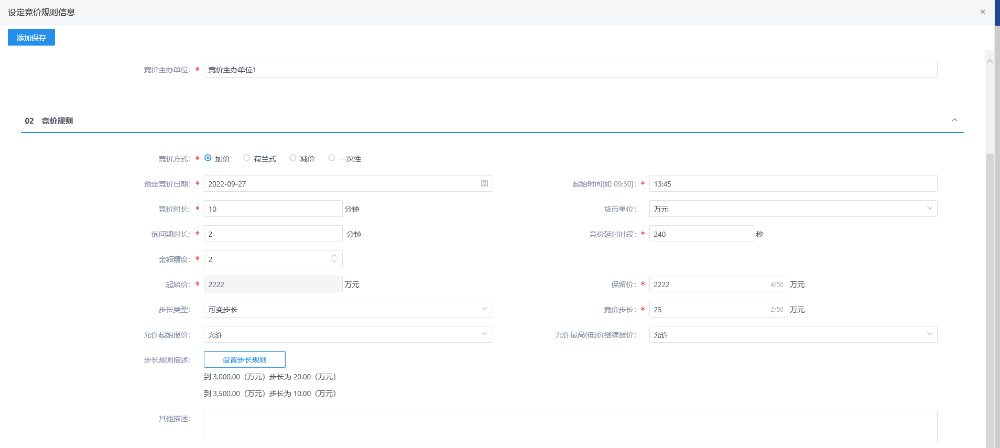 设定竞价规则信息
添加保存
竞价主办单位： * 竞价主办单位1
02 竞价规则
竞价方式： * 加价 荷兰式 减价 一次性
预定竞价日期： * 2022-09-27 起始时间[如 09:30]： * 13:45
竞价时长： * 10 分钟 货币单位： 万元
询问期时长： * 2 分钟 竞价延时时段： * 240 秒
金额精度： * 2
起始价： * 2222 万元 保留价： * 2222 4/50 万元
步长类型： 可变步长 竞价步长： * 25 2/50 万元
允许起始报价： 允许 允许最高(低)价继续报价： 允许
步长规则描述： 设置步长规则
到 3,000.00（万元）步长为 20.00（万元）
到 3,500.00（万元）步长为 10.00（万元）
其他描述：